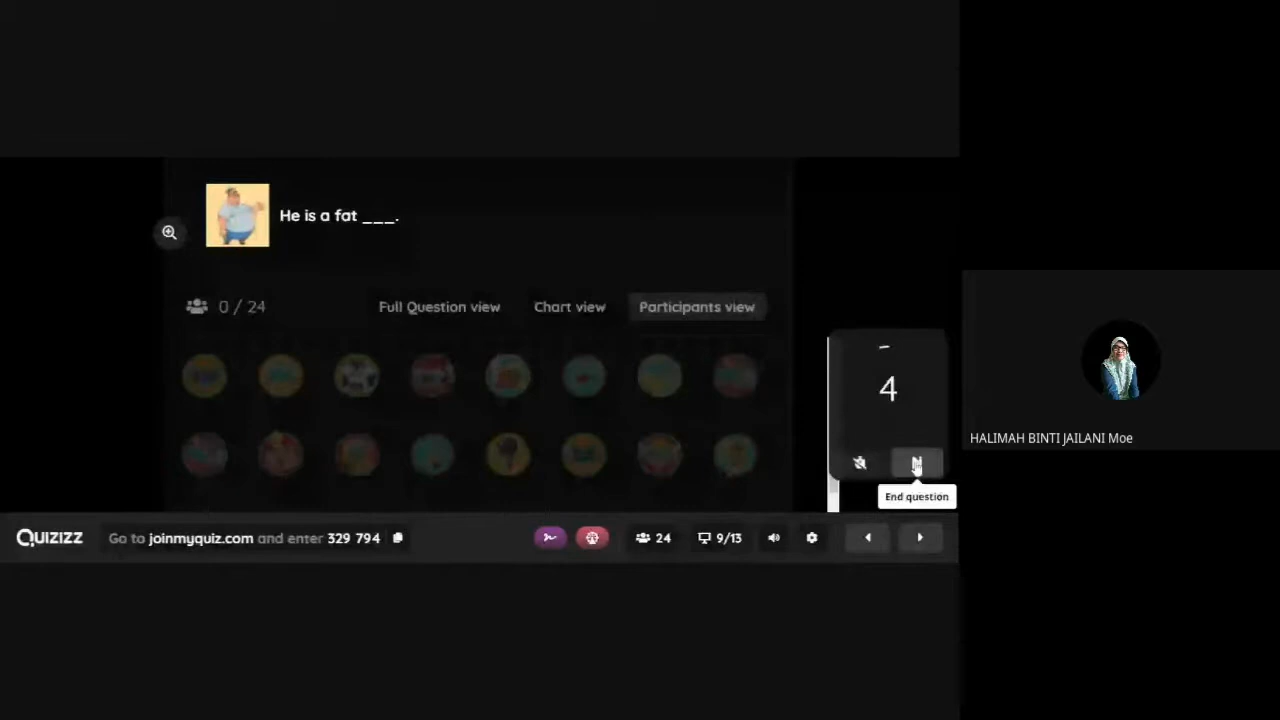 He is a fat ___.
0 / 24
Full Question view
Chart view
Participants view
4
HALIMAH BINTI JAILANI Moe
End question
QUIZIZZ
Go to joinmyquiz.com and enter 329 794
24
9/13